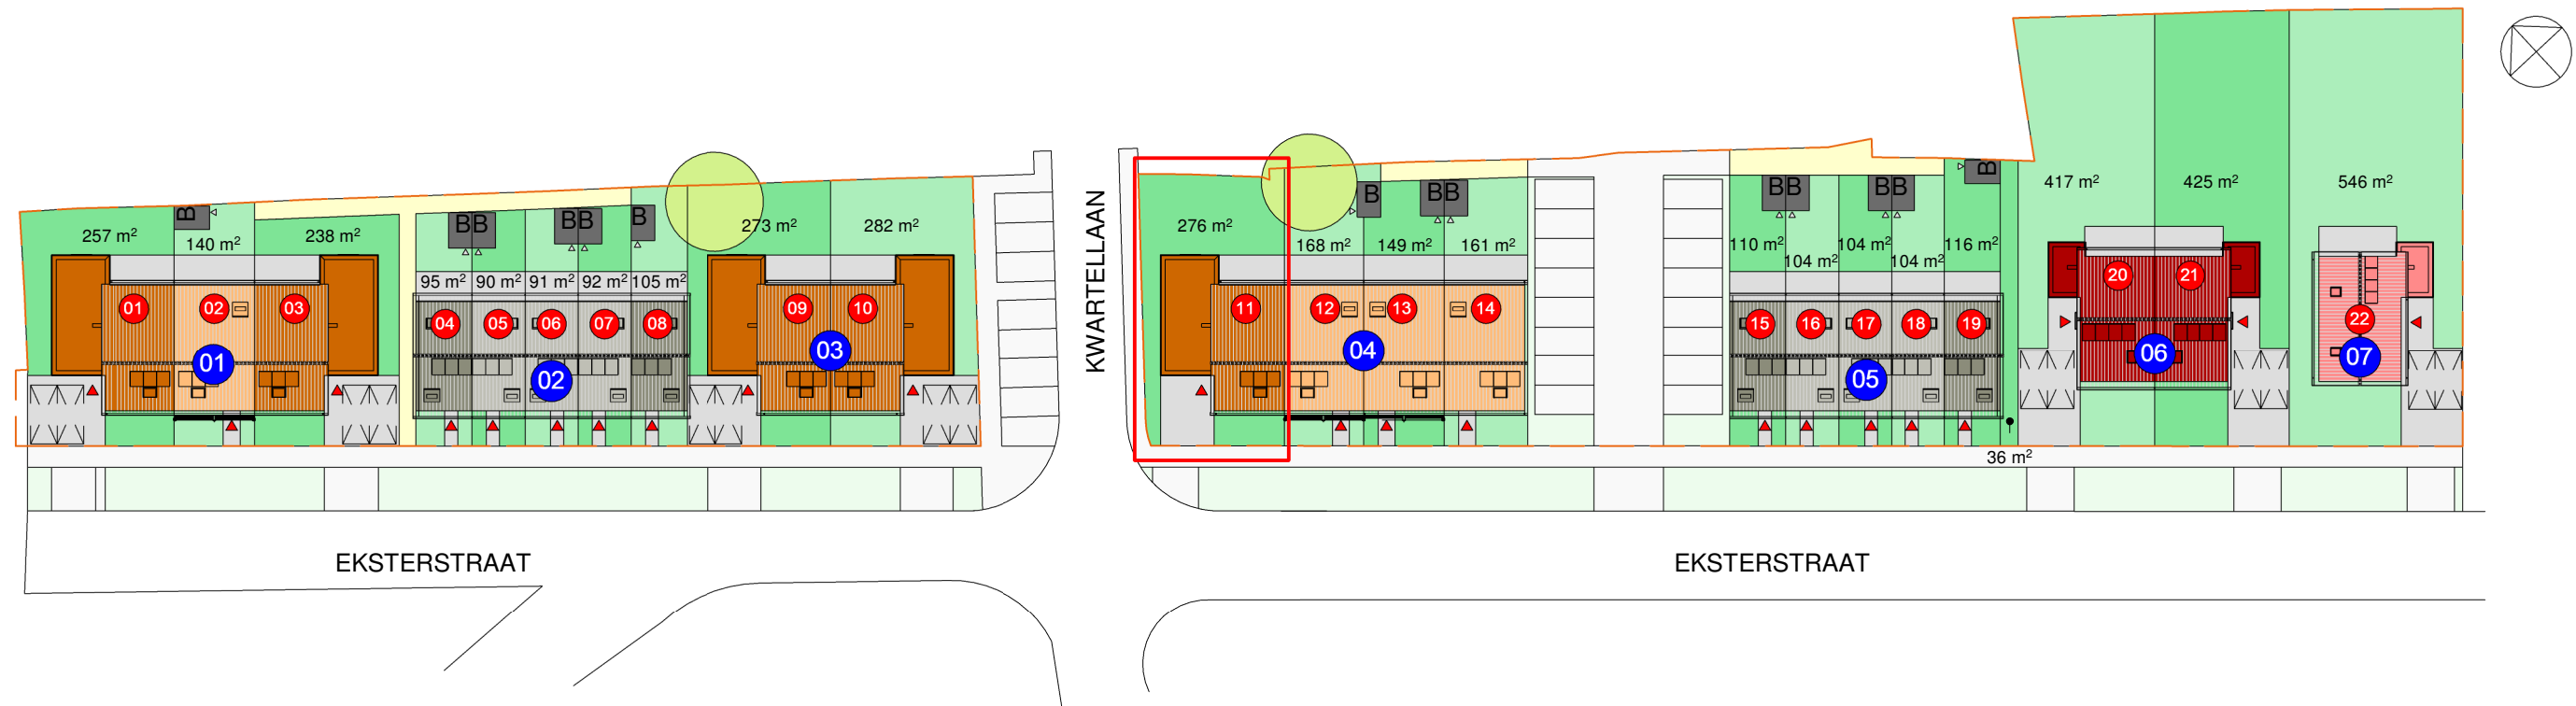 417 m²
425 m²
546 m²
257 m²
B
140 m²
238 m²
BB
BB
B
273 m²
282 m²
KWARTELLAAN
276 m²
168 m²
B
149 m²
BB
161 m²
110 m²
BB
104 m²
104 m²
BB
104 m²
116 m²
B
95 m²
90 m²
91 m²
92 m²
105 m²
01
02
03
04
05
06
07
08
09
10
11
12
13
14
15
16
17
18
19
20
21
22
01
02
03
04
05
06
07
36 m²
EKSTERSTRAAT
EKSTERSTRAAT